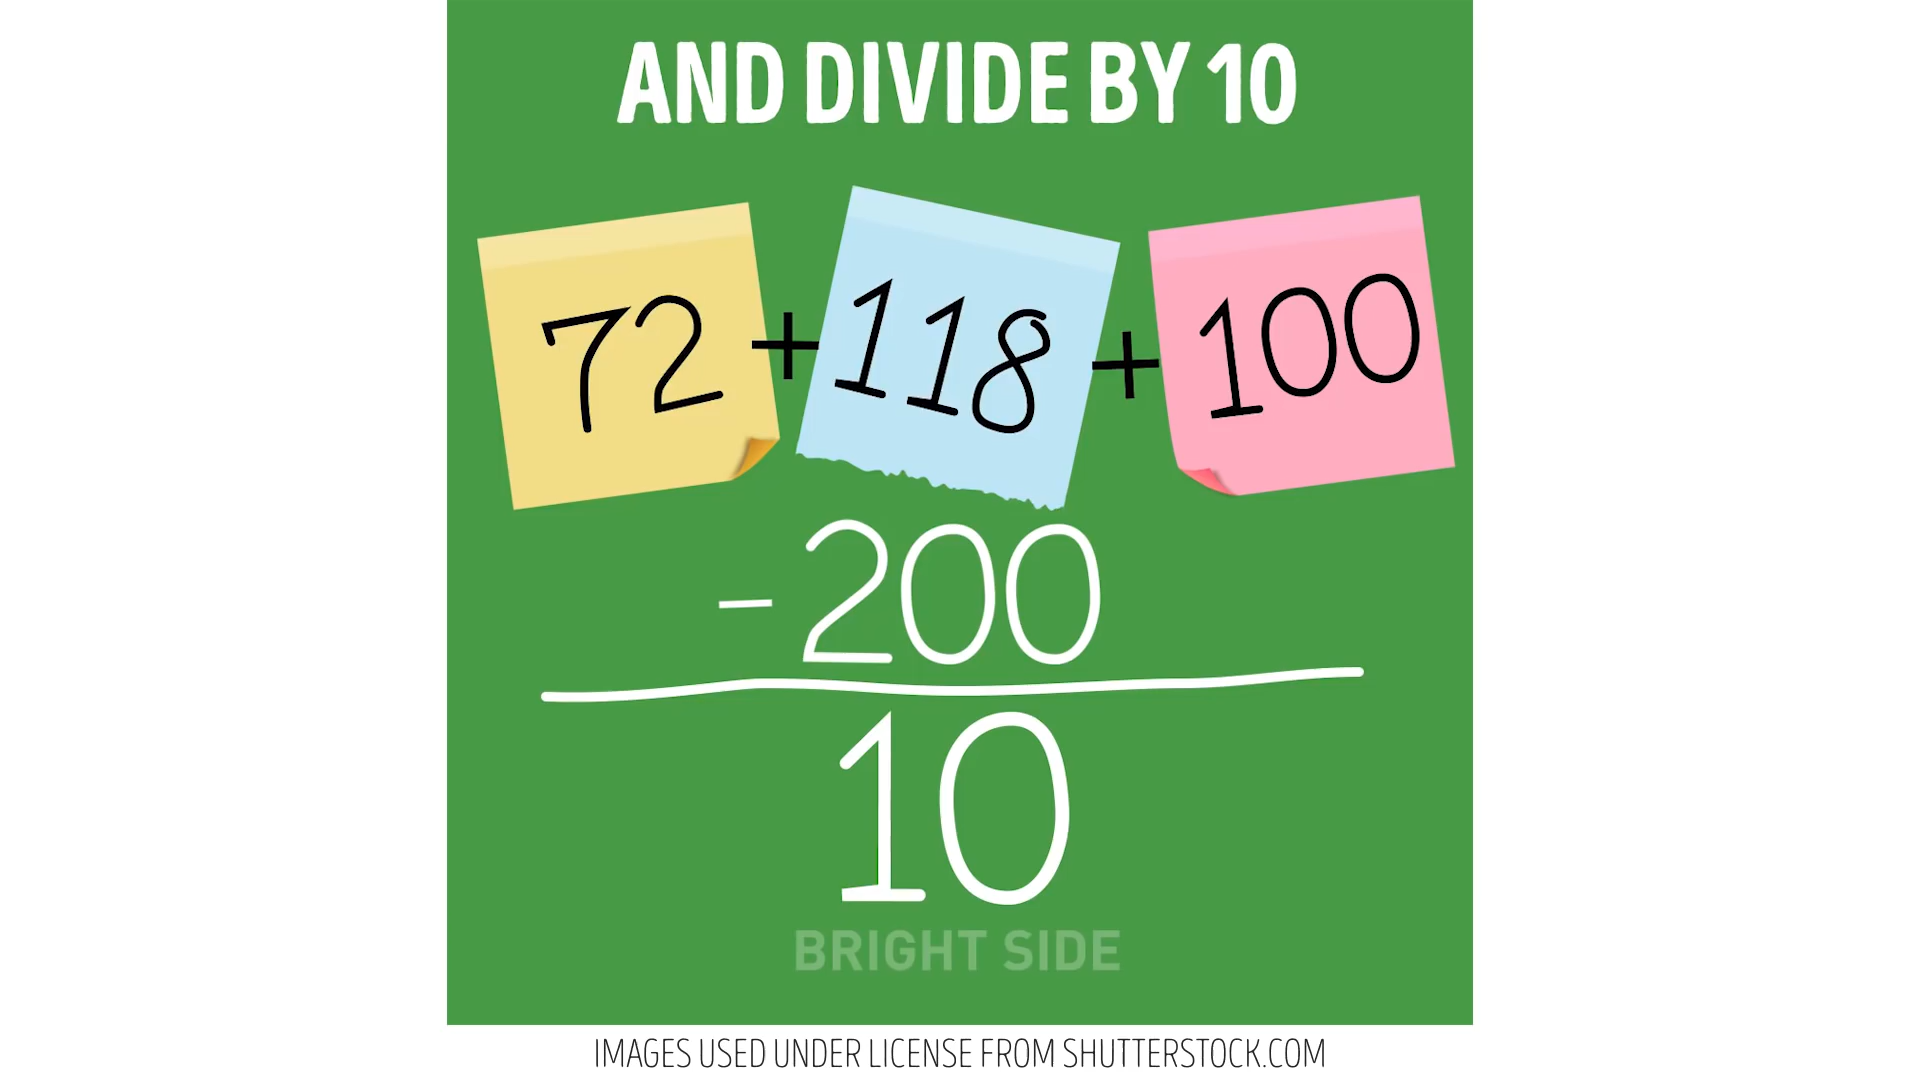 AND DIVIDE BY 10
72 + 118 + 100
-200
10
BRIGHT SIDE
IMAGES USED UNDER LICENSE FROM SHUTTERSTOCK.COM